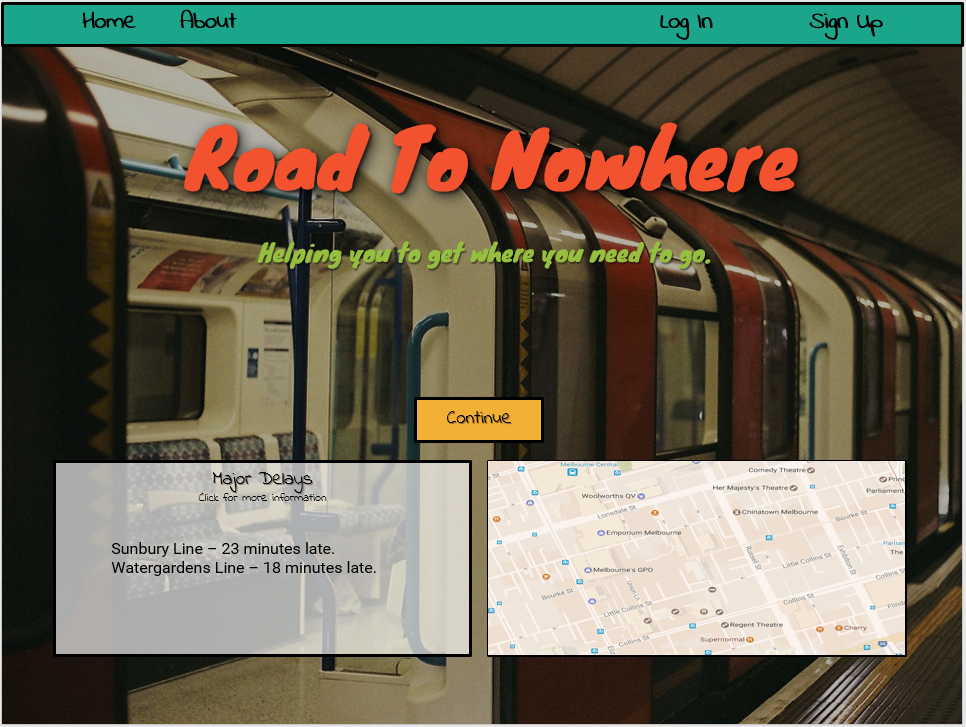 Home About Log In Sign Up
Road To Nowhere
Helping you to get where you need to go.
Continue
Major Delays
Click for more information
Sunbury Line – 23 minutes late.
Watergardens Line – 18 minutes late.
Melbourne Central
Comedy Theatre
Her Majesty's Theatre
Woolworths QV
Parliament
Lonsdale St
Chinatown Melbourne
Bourke St
Emporium Melbourne
The
Russell St
Exhibition St
Little Collins St
Melbourne's GPO
Collins St
Bourke St
Union Ln
Little Collins St
Collins St
Regent Theatre
Cherry
Collins St
Supernormal